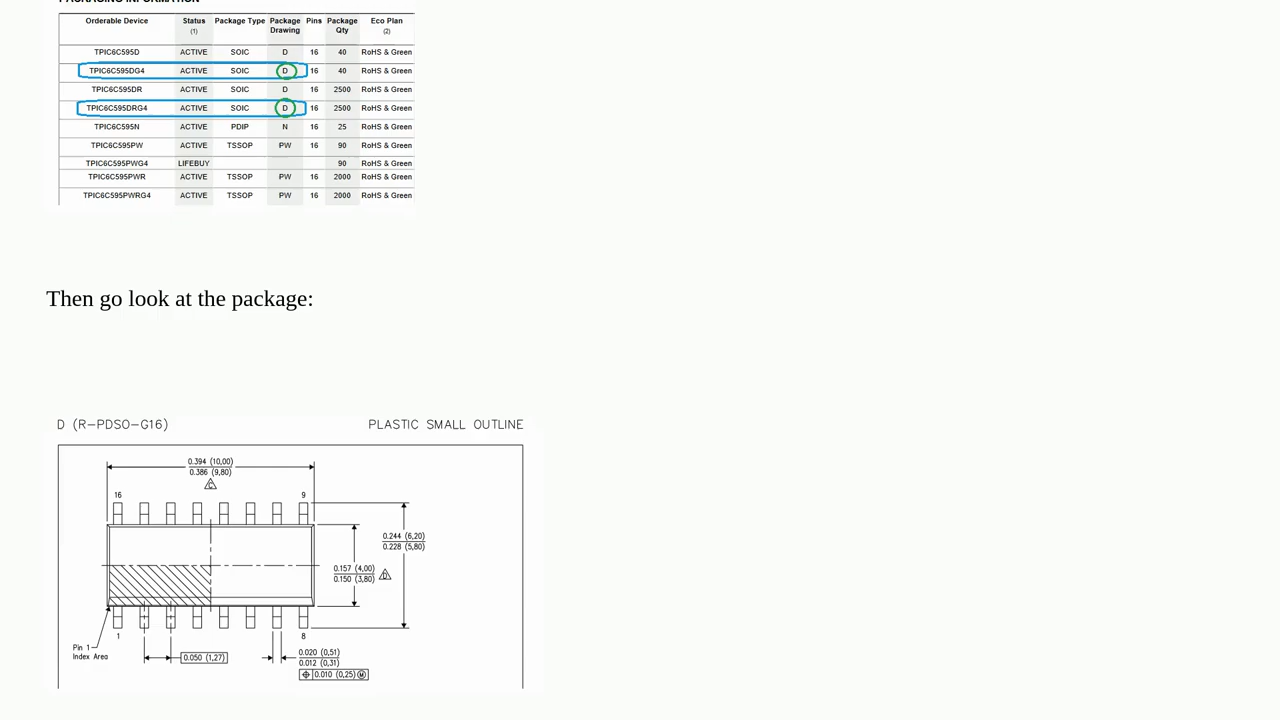 Orderable Device Status Package Type Package Pins Package Eco Plan
(1) Drawing Qty (2)
TPIC6C595D ACTIVE SOIC D 16 40 RoHS & Green
TPIC6C595DG4 ACTIVE SOIC D 16 40 RoHS & Green
TPIC6C595DR ACTIVE SOIC D 16 2500 RoHS & Green
TPIC6C595DRG4 ACTIVE SOIC D 16 2500 RoHS & Green
TPIC6C595N ACTIVE PDIP N 16 25 RoHS & Green
TPIC6C595PW ACTIVE TSSOP PW 16 90 RoHS & Green
TPIC6C595PWG4 LIFEBUY 90 RoHS & Green
TPIC6C595PWR ACTIVE TSSOP PW 16 2000 RoHS & Green
TPIC6C595PWRG4 ACTIVE TSSOP PW 16 2000 RoHS & Green
Then go look at the package:
D (R-PDSO-G16) PLASTIC SMALL OUTLINE
0.394 (10,00)
0.386 (9,80)
C
16 9
0.244 (6,20)
0.228 (5,80)
0.157 (4,00)
0.150 (3,80) D
1 8
Pin 1
Index Area
0.050 (1,27)
0.020 (0,51)
0.012 (0,31)
0.010 (0,25) M